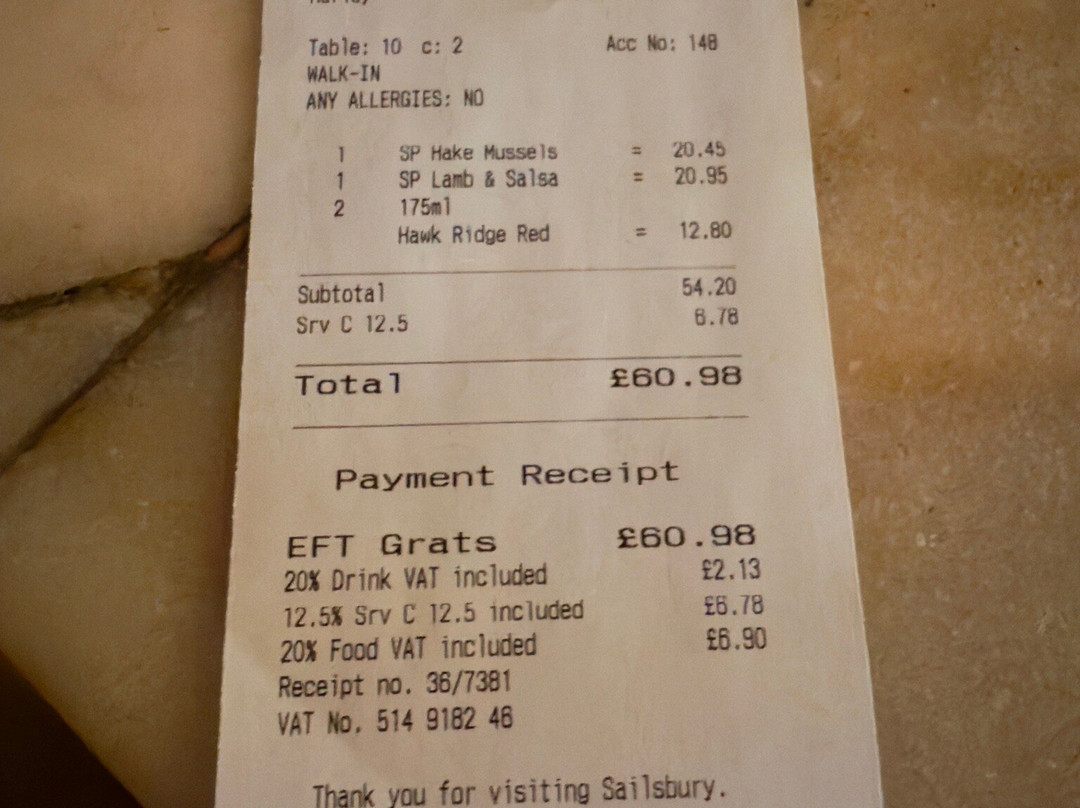 Table: 10 c: 2 Acc No: 148
WALK-IN
ANY ALLERGIES: NO
1 SP Hake Mussels = 20.45
1 SP Lamb & Salsa = 20.95
2 175ml
Hawk Ridge Red = 12.80
Subtotal 54.20
Srv C 12.5 6.78
Total £60.98
Payment Receipt
EFT Grats £60.98
20% Drink VAT included £2.13
12.5% Srv C 12.5 included £6.78
20% Food VAT included £6.90
Receipt no. 36/7381
VAT No. 514 9182 46
Thank you for visiting Sailsbury.